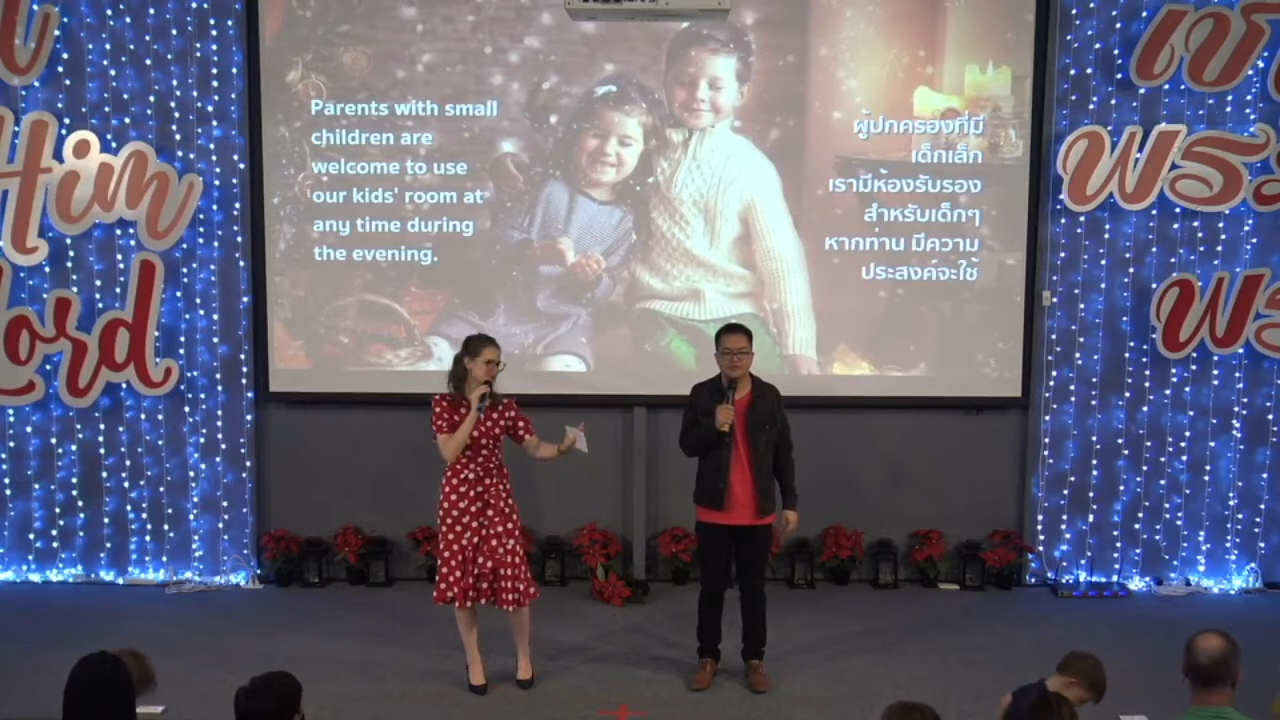 Him
Lord
Parents with small
children are
welcome to use
our kids' room at
any time during
the evening.
ผู้ปกครองที่มี
เด็กเล็ก
เรามีห้องรับรอง
สำหรับเด็กๆ
หากท่าน มีความ
ประสงค์จะใช้